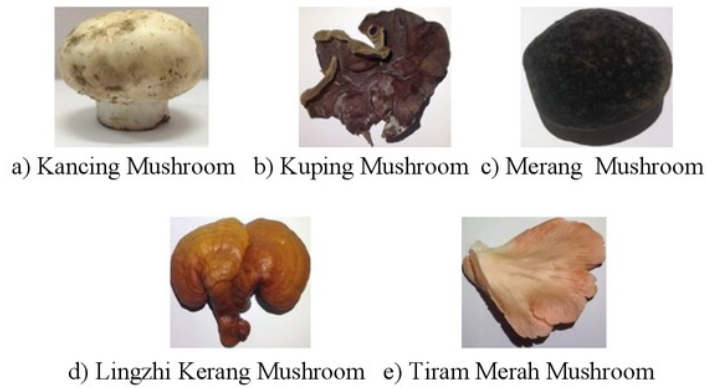 a) Kancing Mushroom b) Kuping Mushroom c) Merang Mushroom
d) Lingzhi Kerang Mushroom e) Tiram Merah Mushroom